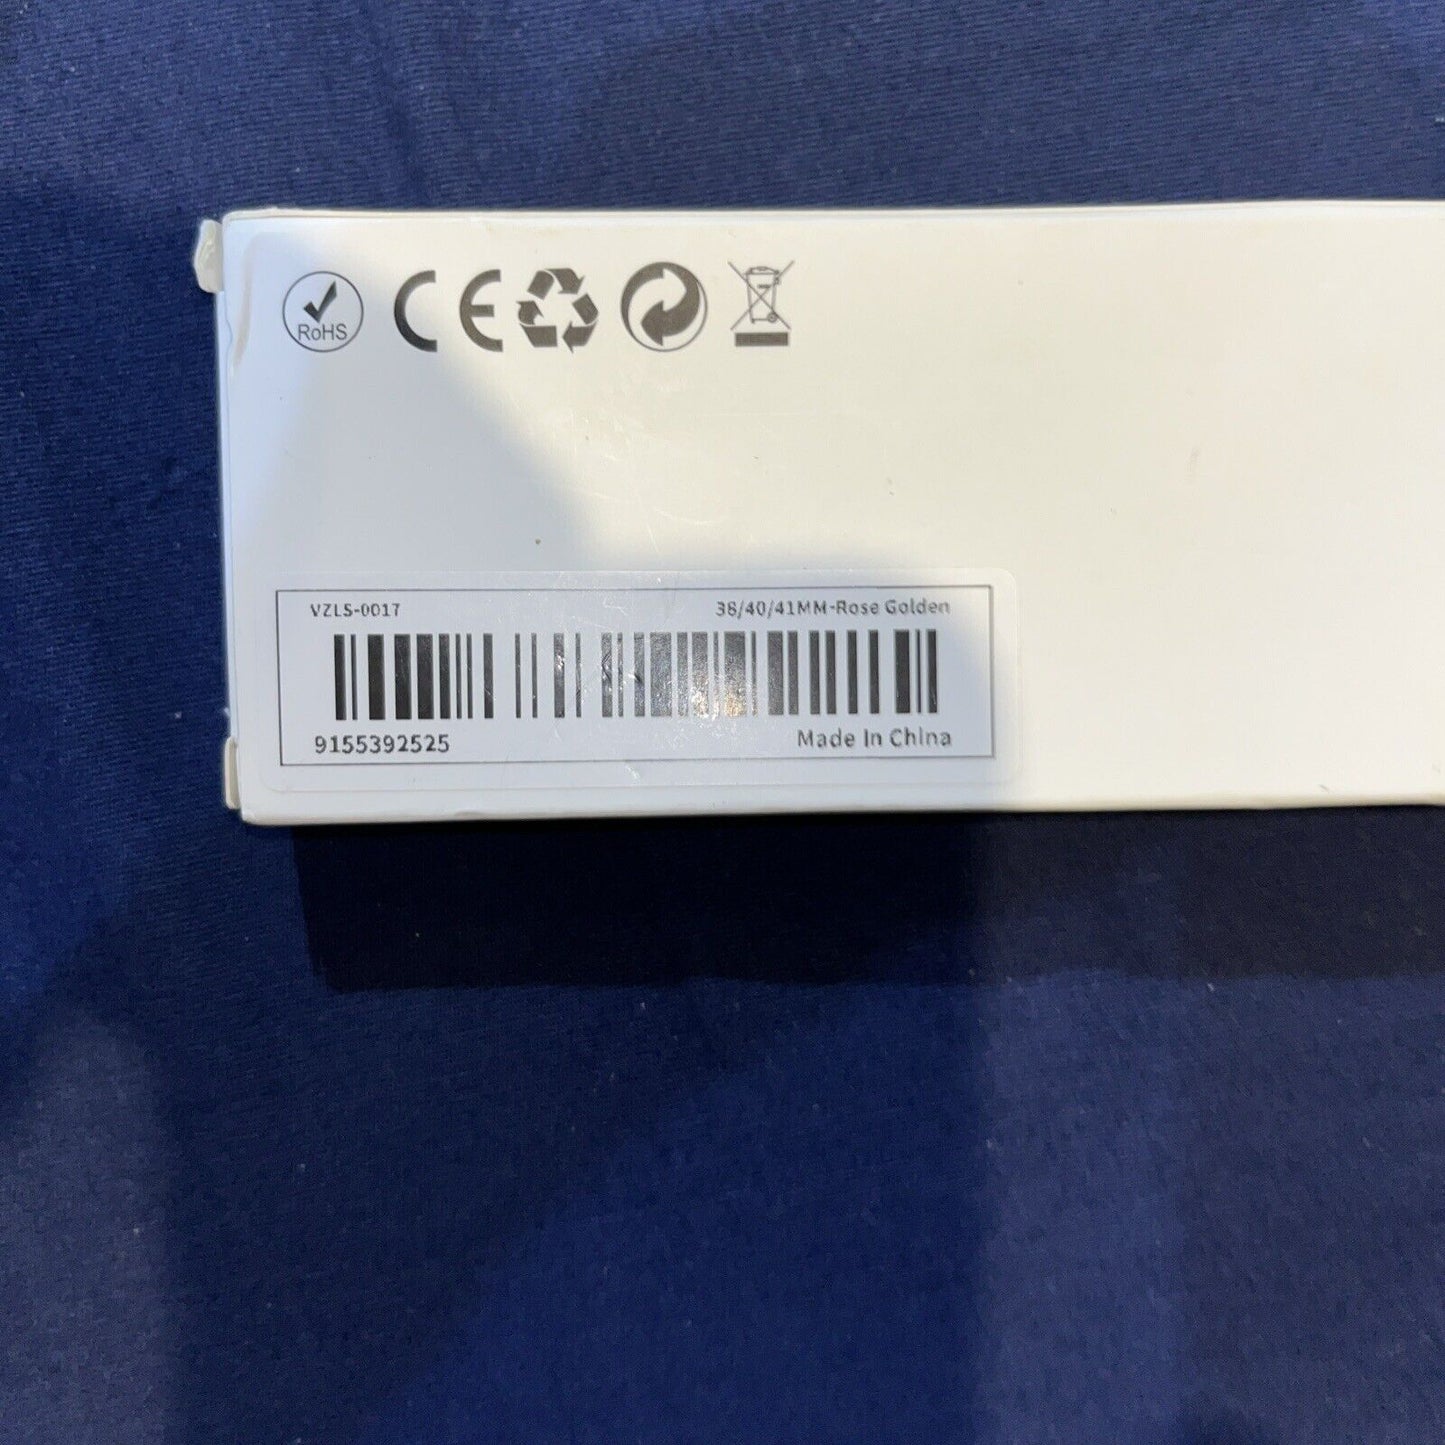 RoHS
CE
VZLS-0017
38/40/41MM-Rose Golden
9155392525
Made In China